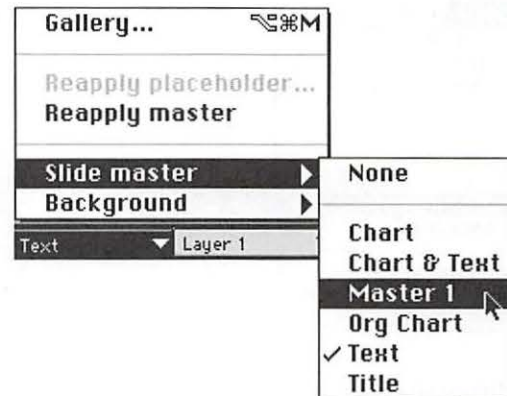 Gallery... ⌥⌘M
Reapply placeholder...
Reapply master
Slide master ▶
Background ▶
Text ▼ Layer 1
None
Chart
Chart & Text
Master 1
Org Chart
✓ Text
Title